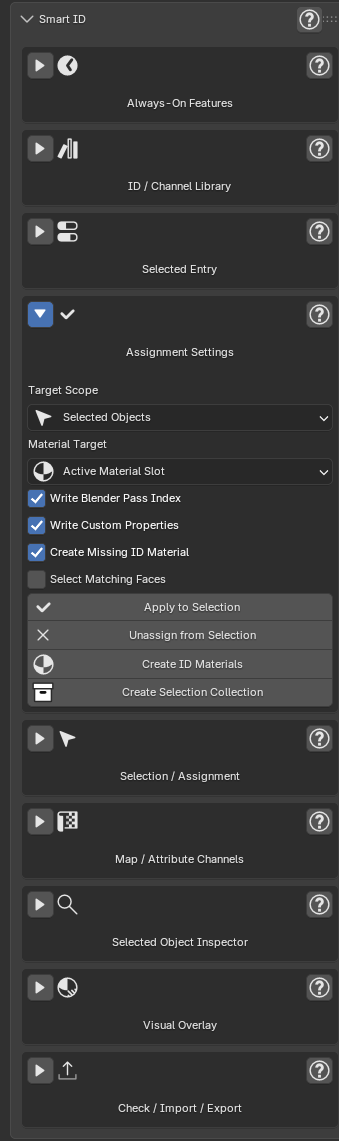 Smart ID
Always-On Features
ID / Channel Library
Selected Entry
Assignment Settings
Target Scope
Selected Objects
Material Target
Active Material Slot
Write Blender Pass Index
Write Custom Properties
Create Missing ID Material
Select Matching Faces
Apply to Selection
Unassign from Selection
Create ID Materials
Create Selection Collection
Selection / Assignment
Map / Attribute Channels
Selected Object Inspector
Visual Overlay
Check / Import / Export